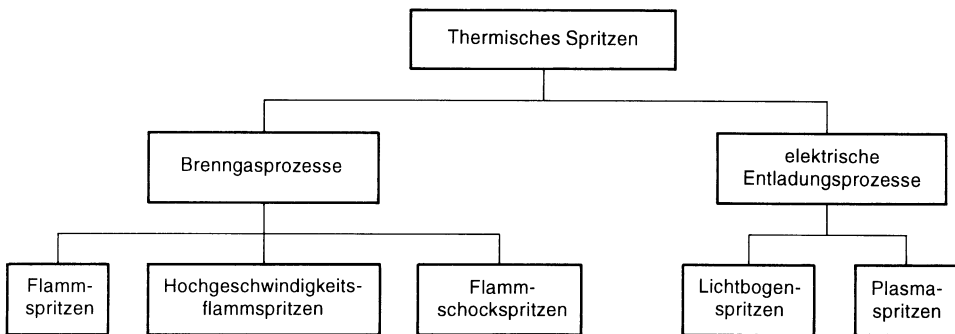 Thermisches Spritzen
Brenngasprozesse
elektrische
Entladungsprozesse
Flamm-
spritzen
Hochgeschwindigkeits-
flammspritzen
Flamm-
schockspritzen
Lichtbogen-
spritzen
Plasma-
spritzen